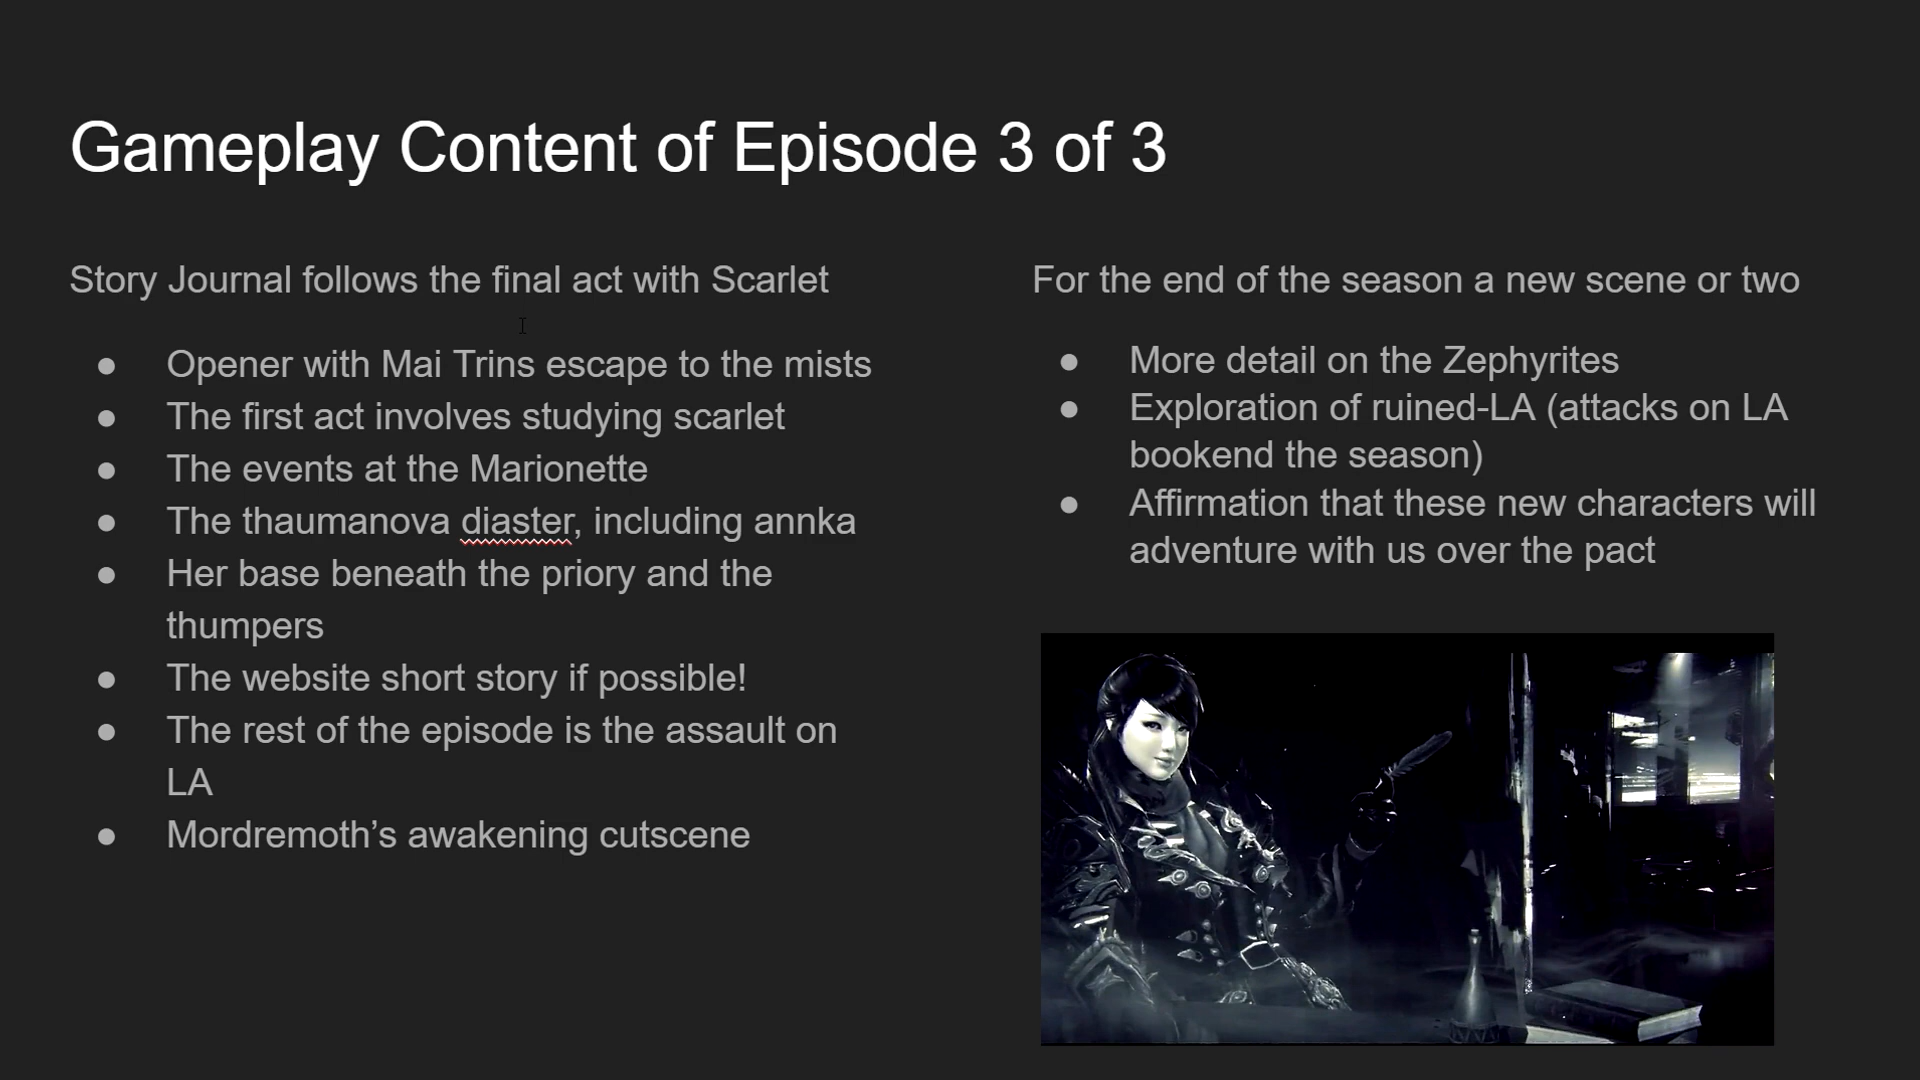 Gameplay Content of Episode 3 of 3
Story Journal follows the final act with Scarlet
● Opener with Mai Trins escape to the mists
● The first act involves studying scarlet
● The events at the Marionette
● The thaumanova diaster, including annka
● Her base beneath the priory and the
thumpers
● The website short story if possible!
● The rest of the episode is the assault on
LA
● Mordremoth’s awakening cutscene
For the end of the season a new scene or two
● More detail on the Zephyrites
● Exploration of ruined-LA (attacks on LA
bookend the season)
● Affirmation that these new characters will
adventure with us over the pact